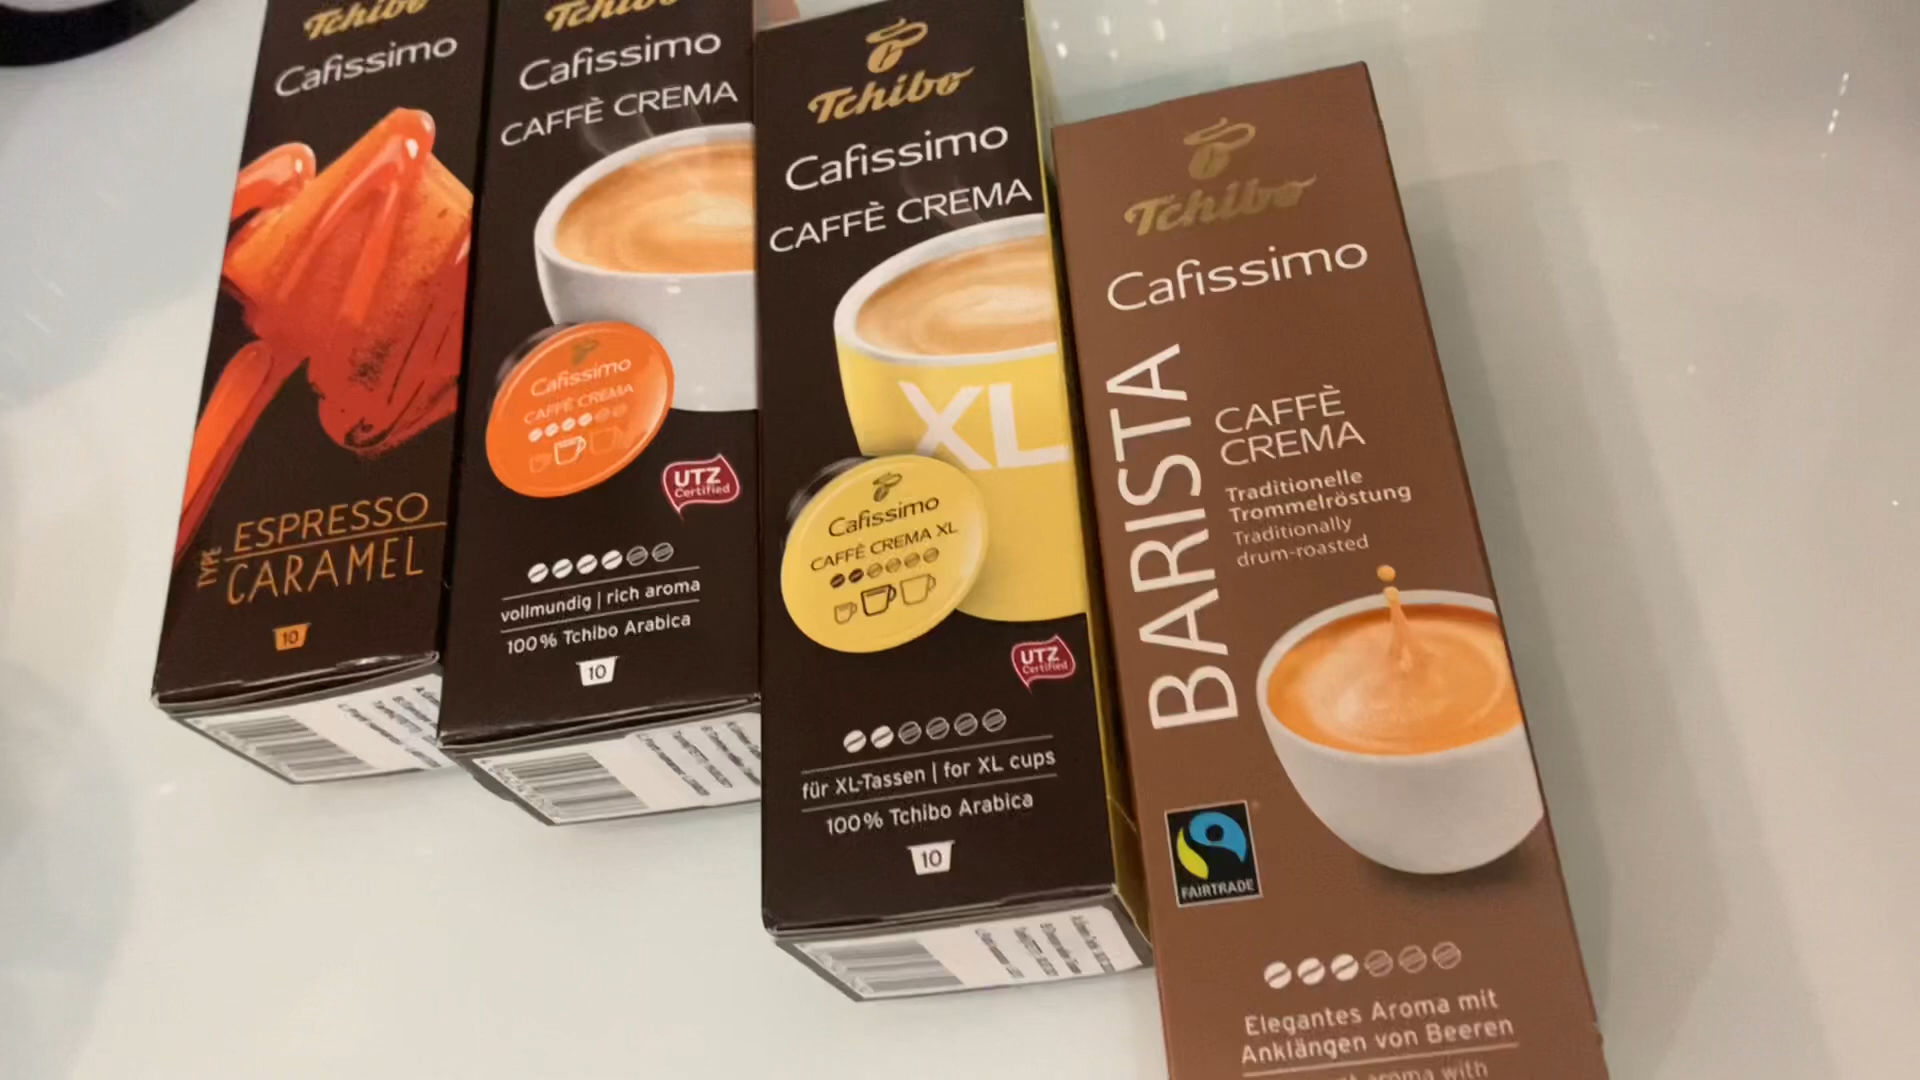 Tchibo
Cafissimo
TYPE
ESPRESSO
CARAMEL
10
Tchibo
Cafissimo
CAFFÈ CREMA
Cafissimo
CAFFÈ CREMA
UTZ
Certified
vollmundig | rich aroma
100% Tchibo Arabica
10
Tchibo
Cafissimo
CAFFÈ CREMA
XL
Cafissimo
CAFFÈ CREMA XL
UTZ
Certified
für XL-Tassen | for XL cups
100% Tchibo Arabica
10
Tchibo
Cafissimo
BARISTA
CAFFÈ
CREMA
Traditionelle
Trommelröstung
Traditionally
drum-roasted
FAIRTRADE
Elegantes Aroma mit
Anklängen von Beeren
aroma with